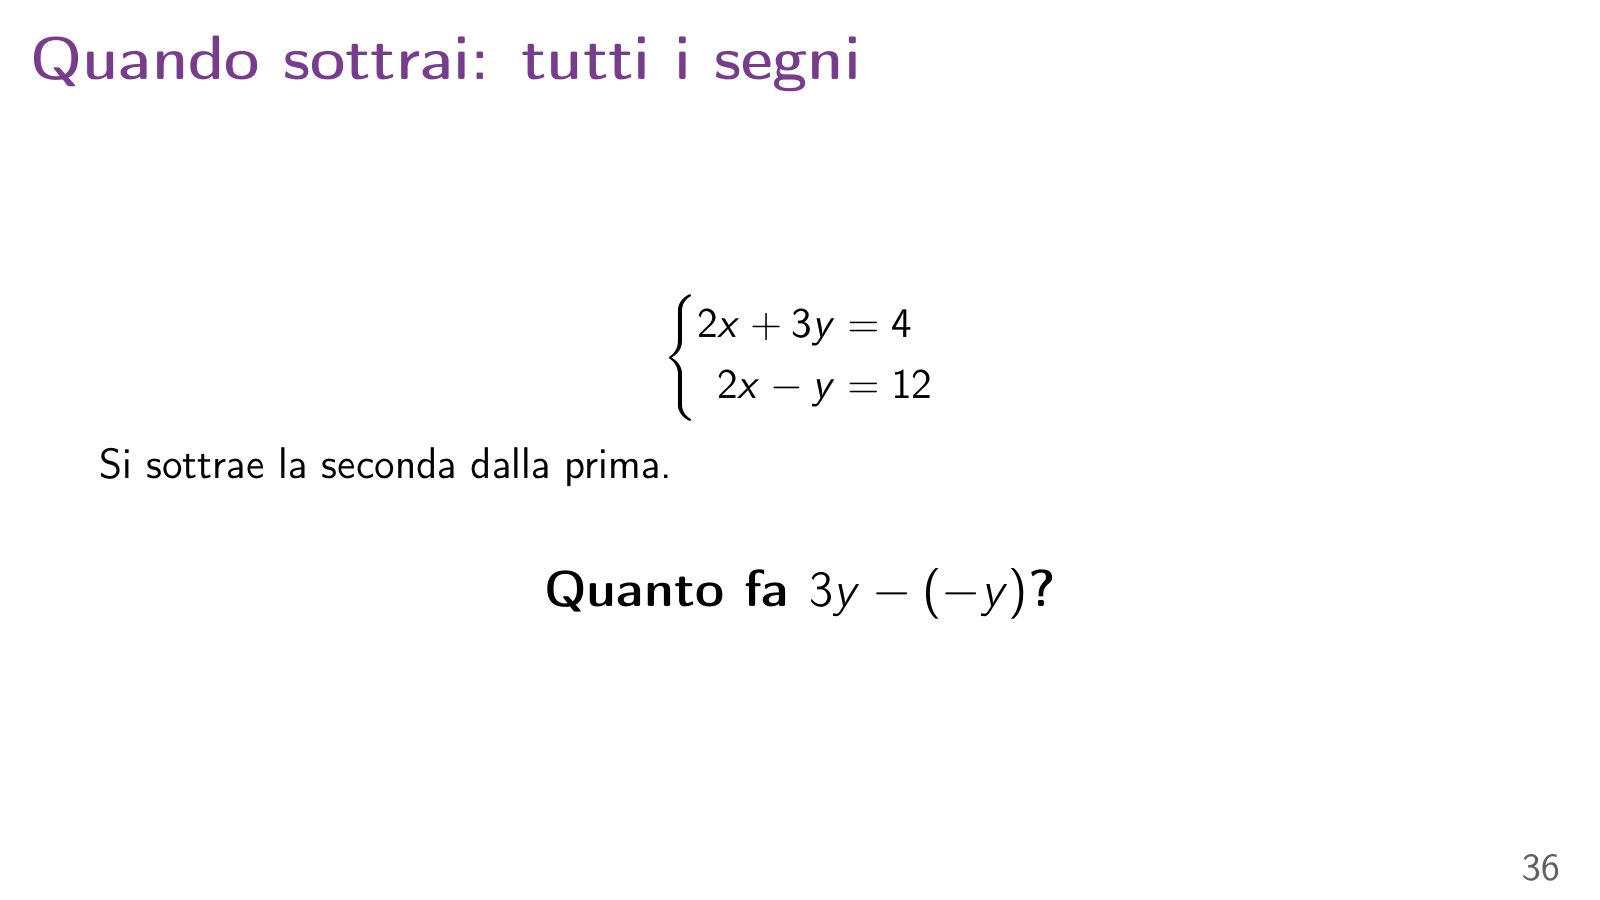 Quando sottrai: tutti i segni
2x + 3y = 4
2x − y = 12
Si sottrae la seconda dalla prima.
Quanto fa 3y − (−y)?
36